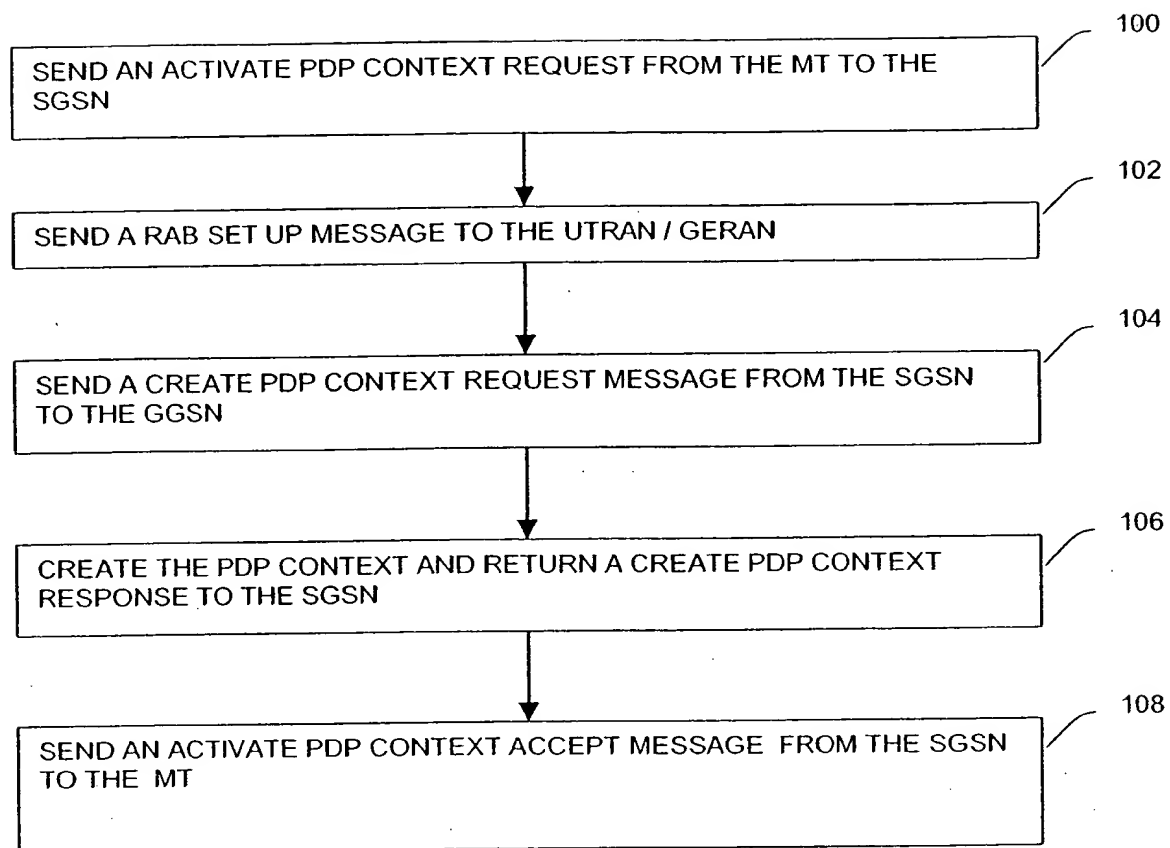 100
SEND AN ACTIVATE PDP CONTEXT REQUEST FROM THE MT TO THE
SGSN
102
SEND A RAB SET UP MESSAGE TO THE UTRAN / GERAN
104
SEND A CREATE PDP CONTEXT REQUEST MESSAGE FROM THE SGSN
TO THE GGSN
106
CREATE THE PDP CONTEXT AND RETURN A CREATE PDP CONTEXT
RESPONSE TO THE SGSN
108
SEND AN ACTIVATE PDP CONTEXT ACCEPT MESSAGE FROM THE SGSN
TO THE MT